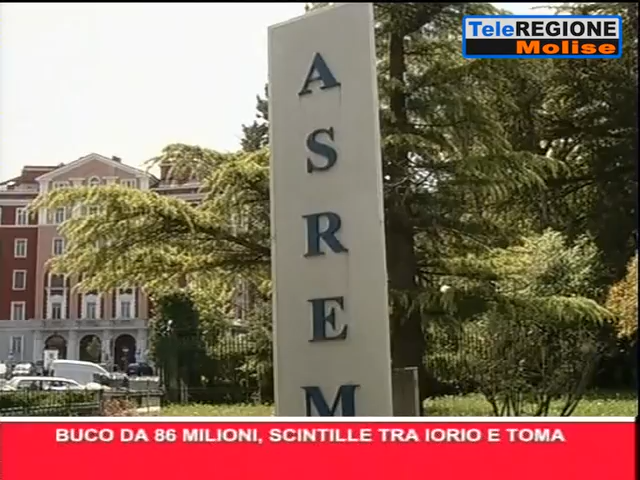 TeleREGIONE
Molise
A
S
R
E
M
BUCO DA 86 MILIONI, SCINTILLE TRA IORIO E TOMA